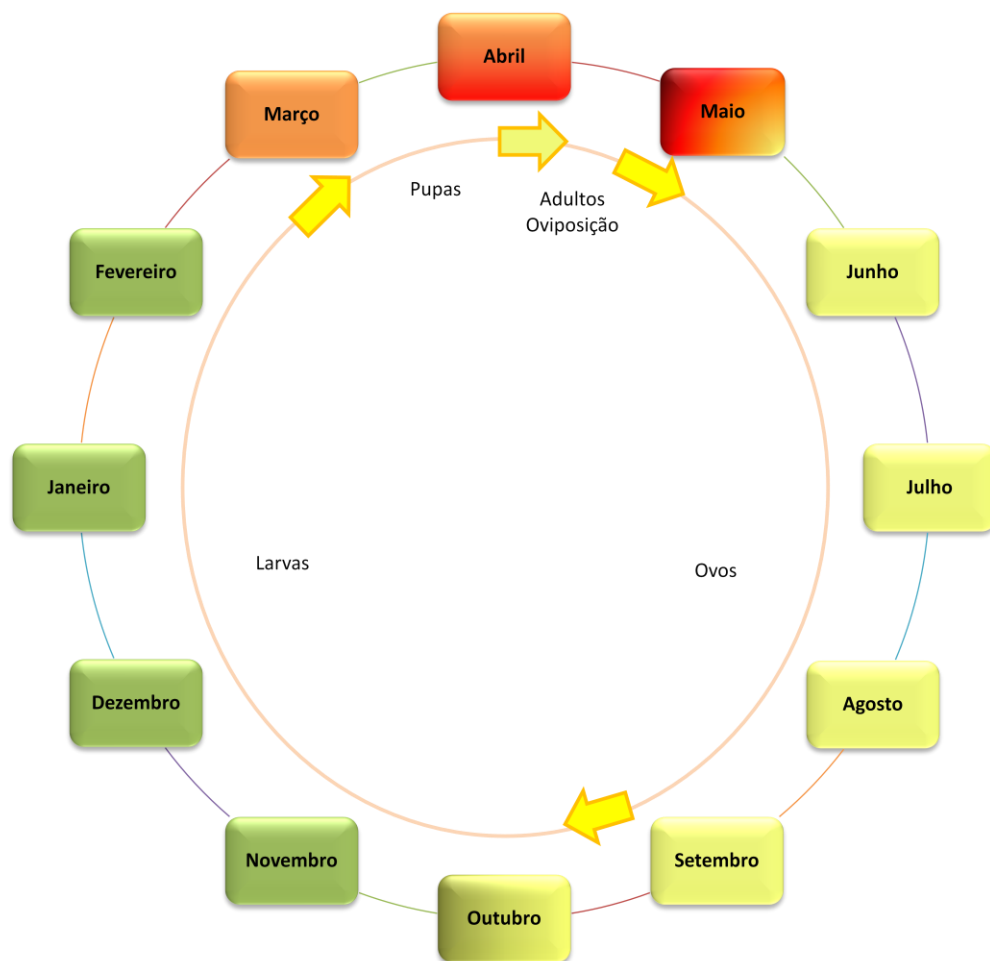 Abril
Maio
Março
Pupas
Adultos
Oviposição
Fevereiro
Junho
Janeiro
Julho
Larvas
Ovos
Dezembro
Agosto
Novembro
Setembro
Outubro